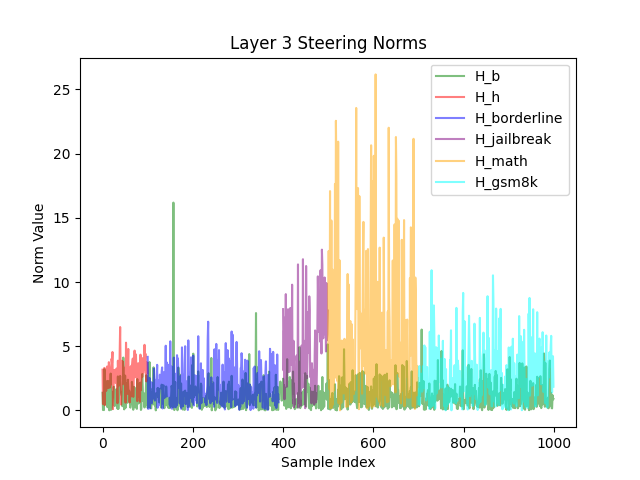 Layer 3 Steering Norms
Norm Value
25
20
15
10
5
0
H_b
H_h
H_borderline
H_jailbreak
H_math
H_gsm8k
0
200
400
600
800
1000
Sample Index